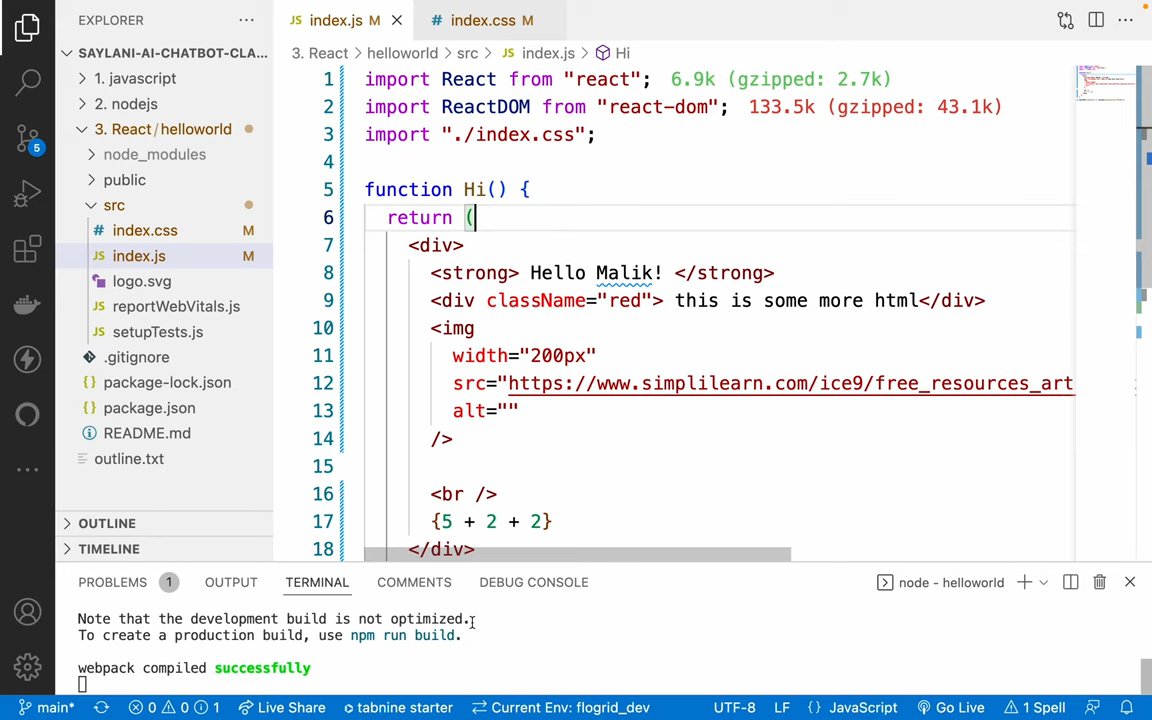 EXPLORER
index.js M
# index.css M
SAYLANI-AI-CHATBOT-CLA...
3. React > helloworld > src > JS index.js > Hi
1. javascript
2. nodejs
3. React / helloworld
node_modules
public
src
# index.css M
JS index.js M
logo.svg
JS reportWebVitals.js
JS setupTests.js
.gitignore
{} package-lock.json
{} package.json
README.md
outline.txt
OUTLINE
TIMELINE
5
1 import React from "react"; 6.9k (gzipped: 2.7k)
2 import ReactDOM from "react-dom"; 133.5k (gzipped: 43.1k)
3 import "./index.css";
4
5 function Hi() {
6 return (
7 <div>
8 <strong> Hello Malik! </strong>
9 <div className="red"> this is some more html</div>
10 <img
11 width="200px"
12 src="https://www.simplilearn.com/ice9/free_resources_art
13 alt=""
14 />
15
16 <br />
17 {5 + 2 + 2}
18 </div>
PROBLEMS 1 OUTPUT TERMINAL COMMENTS DEBUG CONSOLE node - helloworld
Note that the development build is not optimized.
To create a production build, use npm run build.
webpack compiled successfully
main* 0 0 1 Live Share tabnine starter Current Env: flogrid_dev UTF-8 LF {} JavaScript Go Live 1 Spell